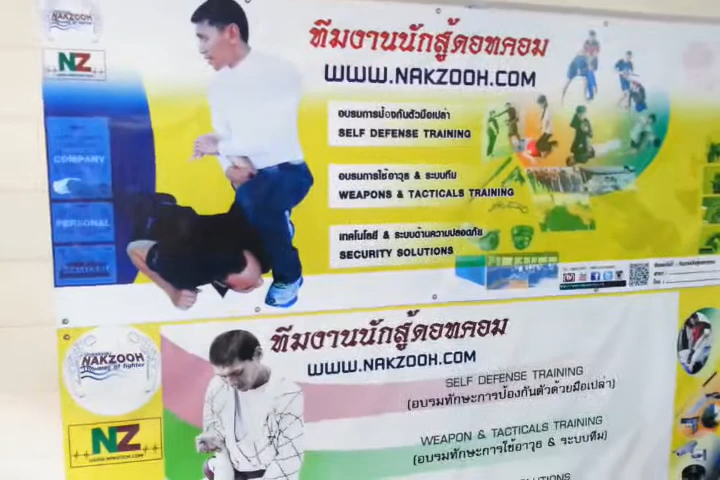 NAKZOOH
NZ
COMPANY
PERSONAL
ทีมงานนักสู้ดอทคอม
WWW.NAKZOOH.COM
อบรมการป้องกันตัวมือเปล่า
SELF DEFENSE TRAINING
อบรมการใช้อาวุธ & ระบบทีม
WEAPONS & TACTICALS TRAINING
เทคโนโลยี & ระบบด้านความปลอดภัย
SECURITY SOLUTIONS
NAKZOOH
NZ
WWW.NAKZOOH.COM
ทีมงานนักสู้ดอทคอม
WWW.NAKZOOH.COM
SELF DEFENSE TRAINING
(อบรมทักษะการป้องกันตัวด้วยมือเปล่า)
WEAPON & TACTICALS TRAINING
(อบรมทักษะการใช้อาวุธ & ระบบทีม)